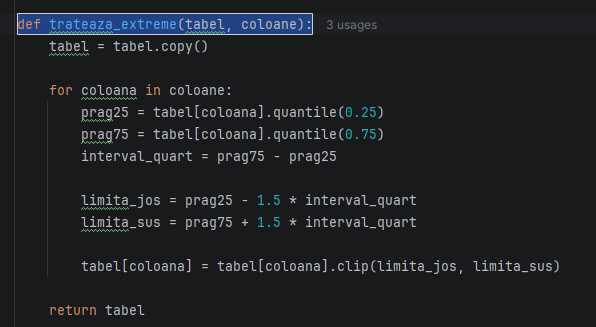 def trateaza_extreme(tabel, coloane): 3 usages
    tabel = tabel.copy()

    for coloana in coloane:
        prag25 = tabel[coloana].quantile(0.25)
        prag75 = tabel[coloana].quantile(0.75)
        interval_quart = prag75 - prag25

        limita_jos = prag25 - 1.5 * interval_quart
        limita_sus = prag75 + 1.5 * interval_quart

        tabel[coloana] = tabel[coloana].clip(limita_jos, limita_sus)

    return tabel